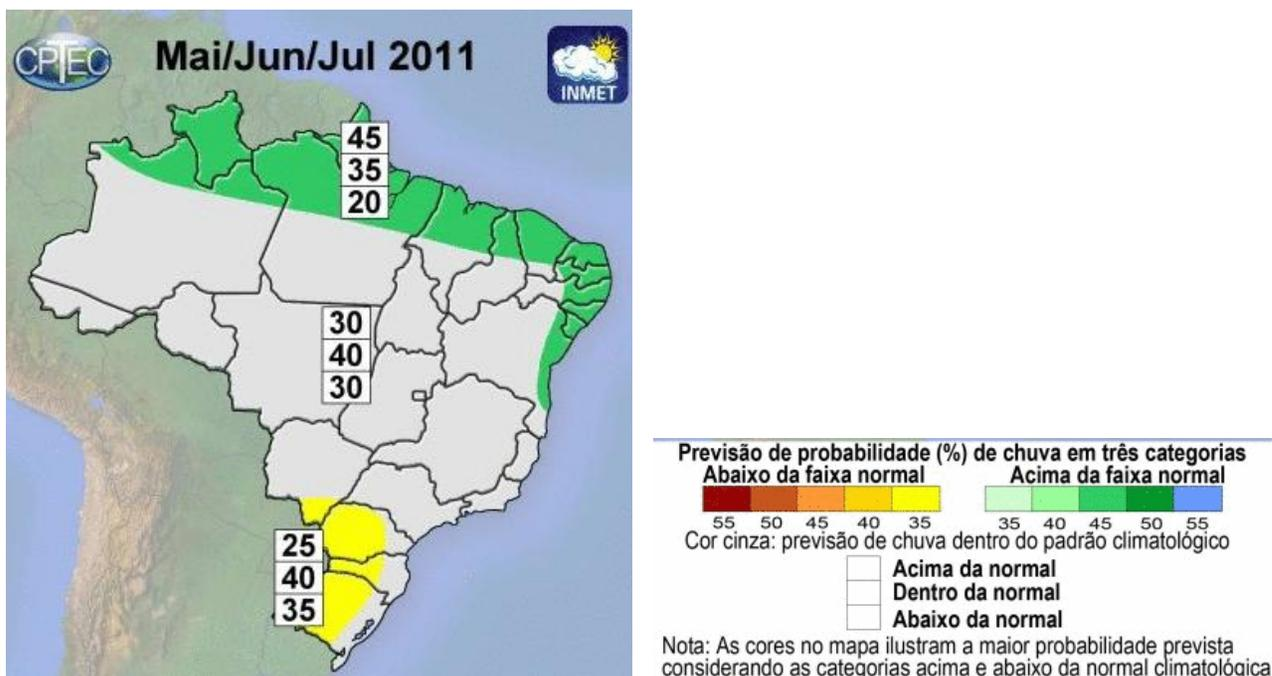 CPTEC
Mai/Jun/Jul 2011
INMET
45
35
20
30
40
30
25
40
35
Previsão de probabilidade (%) de chuva em três categorias
Abaixo da faixa normal Acima da faixa normal
55 50 45 40 35 35 40 45 50 55
Cor cinza: previsão de chuva dentro do padrão climatológico
Acima da normal
Dentro da normal
Abaixo da normal
Nota: As cores no mapa ilustram a maior probabilidade prevista
considerando as categorias acima e abaixo da normal climatológica